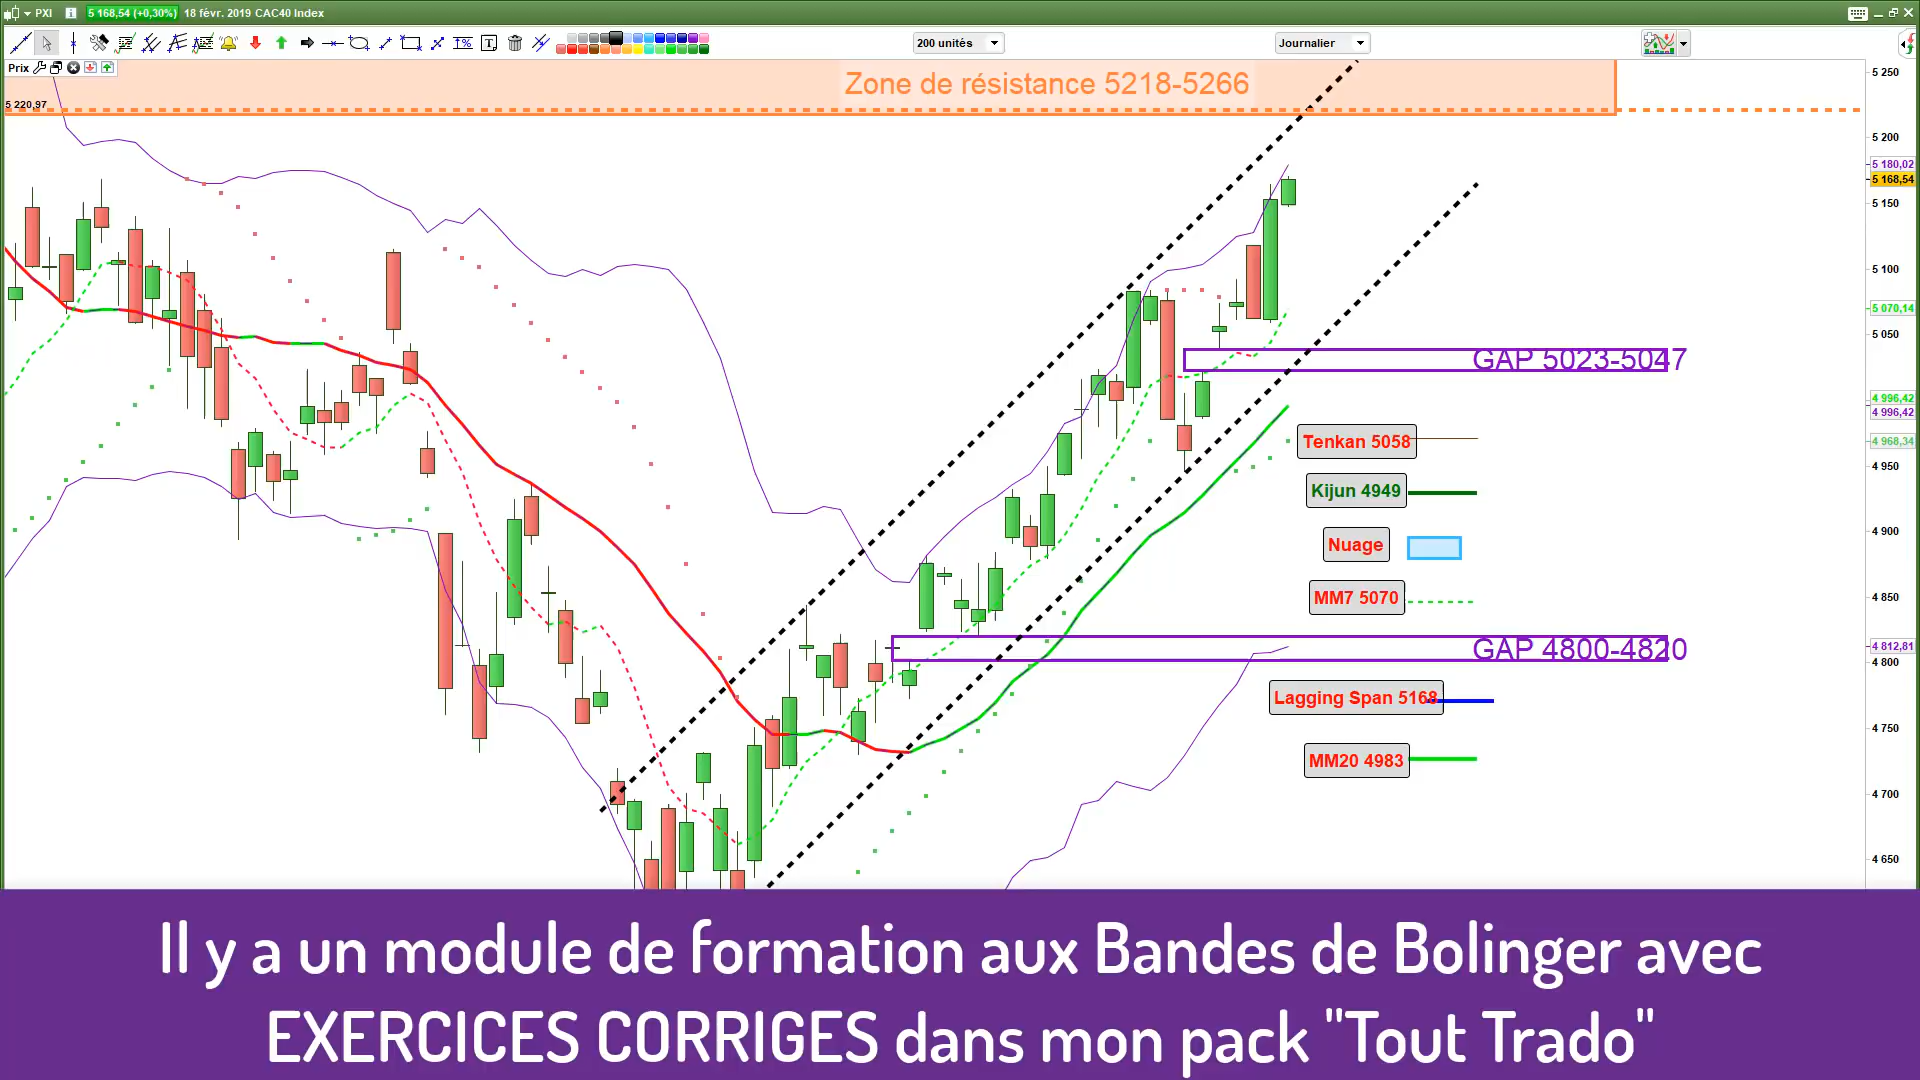 PXI 5 168,54 (+0,30%) 18 févr. 2019 CAC40 Index
200 unités
Journalier
Prix
Zone de résistance 5218-5266
5 220,97
5 250
5 200
5 180,02
5 168,54
5 150
5 100
5 070,14
5 050
GAP 5023-5047
4 996,42
4 996,42
Tenkan 5058
4 968,34
4 950
Kijun 4949
4 900
Nuage
4 850
MM7 5070
GAP 4800-4820
4 812,81
4 800
Lagging Span 5168
4 750
MM20 4983
4 700
4 650
Il y a un module de formation aux Bandes de Bolinger avec
EXERCICES CORRIGES dans mon pack "Tout Trado"